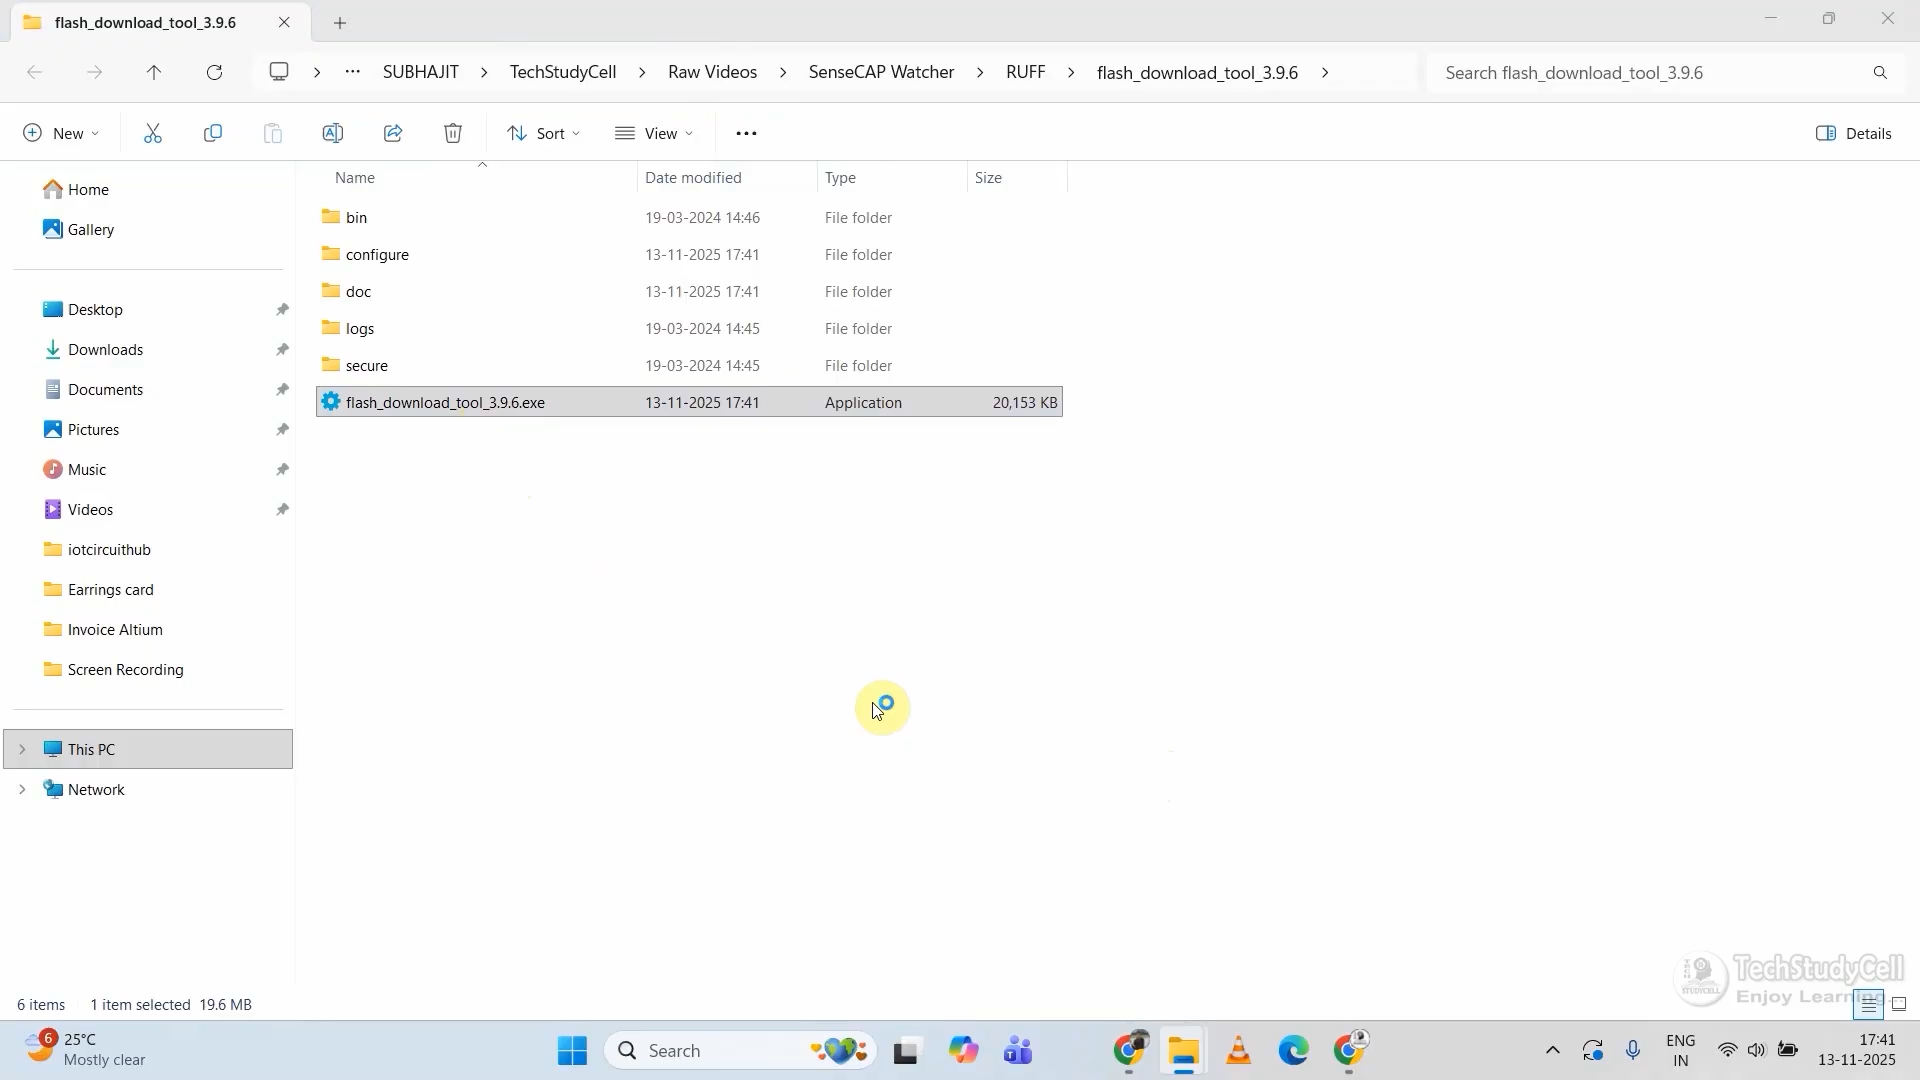 flash_download_tool_3.9.6
SUBHAJIT
TechStudyCell
Raw Videos
SenseCAP Watcher
RUFF
flash_download_tool_3.9.6
Search flash_download_tool_3.9.6
New
Sort
View
Details
Name Date modified Type Size
bin 19-03-2024 14:46 File folder
configure 13-11-2025 17:41 File folder
doc 13-11-2025 17:41 File folder
logs 19-03-2024 14:45 File folder
secure 19-03-2024 14:45 File folder
flash_download_tool_3.9.6.exe 13-11-2025 17:41 Application 20,153 KB
Home
Gallery
Desktop
Downloads
Documents
Pictures
Music
Videos
iotcircuithub
Earrings card
Invoice Altium
Screen Recording
This PC
Network
6 items 1 item selected 19.6 MB
TECH
STUDYCELL
TechStudyCell
Enjoy Learning...
6
25°C
Mostly clear
Search
ENG
IN
17:41
13-11-2025